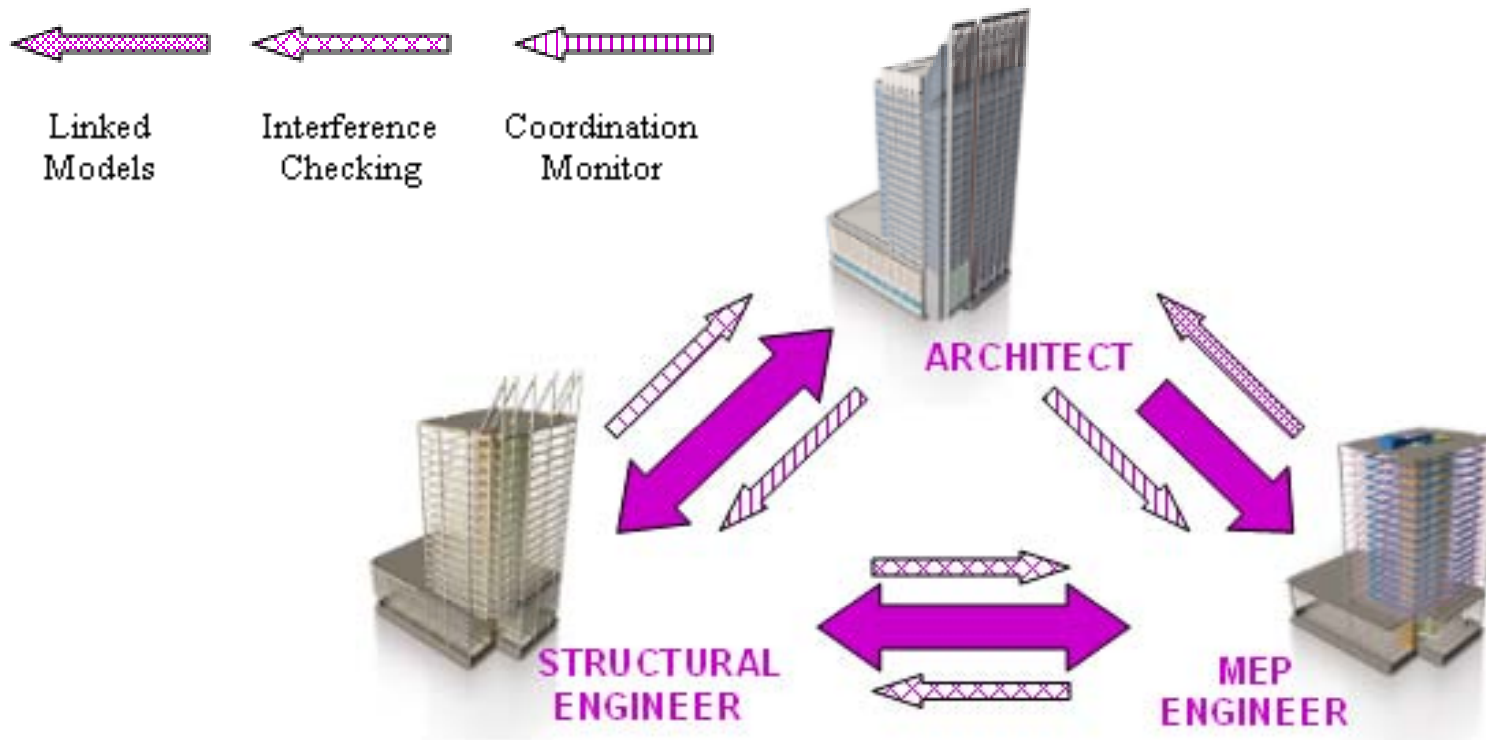 Linked
Models
Interference
Checking
Coordination
Monitor
ARCHITECT
STRUCTURAL
ENGINEER
MEP
ENGINEER